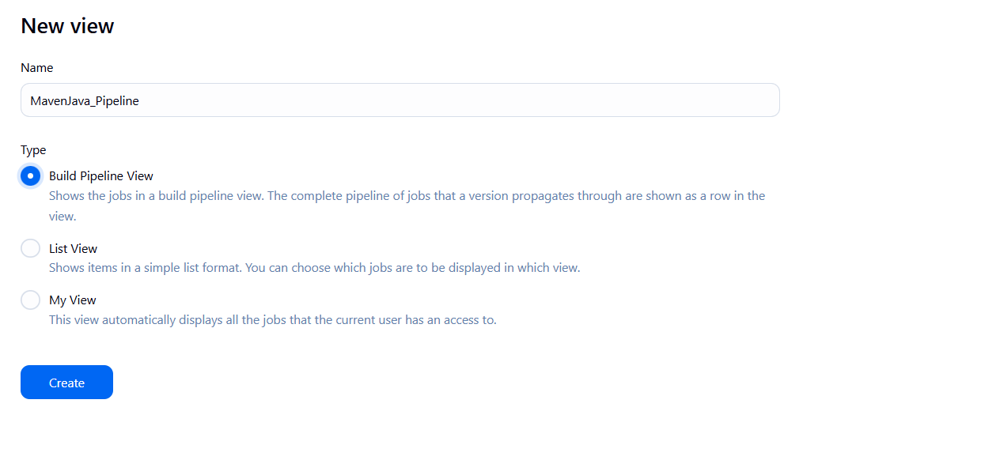 New view
Name
MavenJava_Pipeline
Type
Build Pipeline View
Shows the jobs in a build pipeline view. The complete pipeline of jobs that a version propagates through are shown as a row in the
view.
List View
Shows items in a simple list format. You can choose which jobs are to be displayed in which view.
My View
This view automatically displays all the jobs that the current user has an access to.
Create